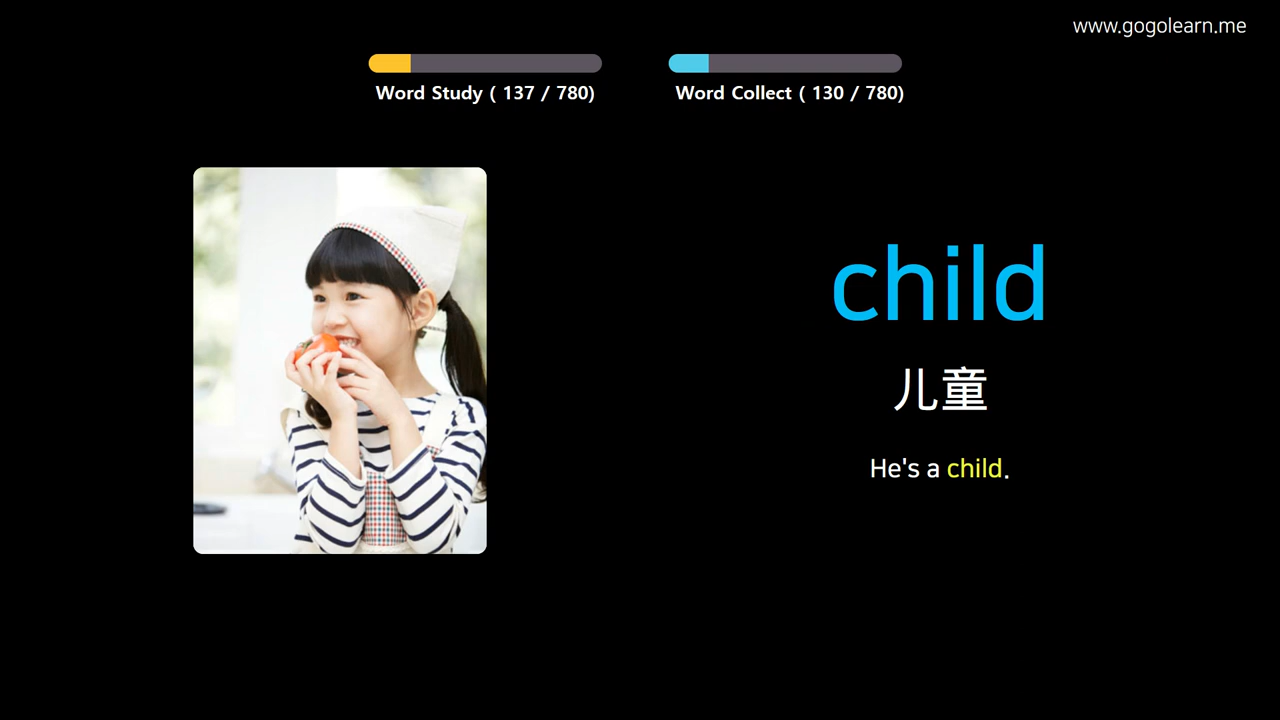 www.gogolearn.me
Word Study ( 137 / 780)
Word Collect ( 130 / 780)
child
儿童
He's a child.